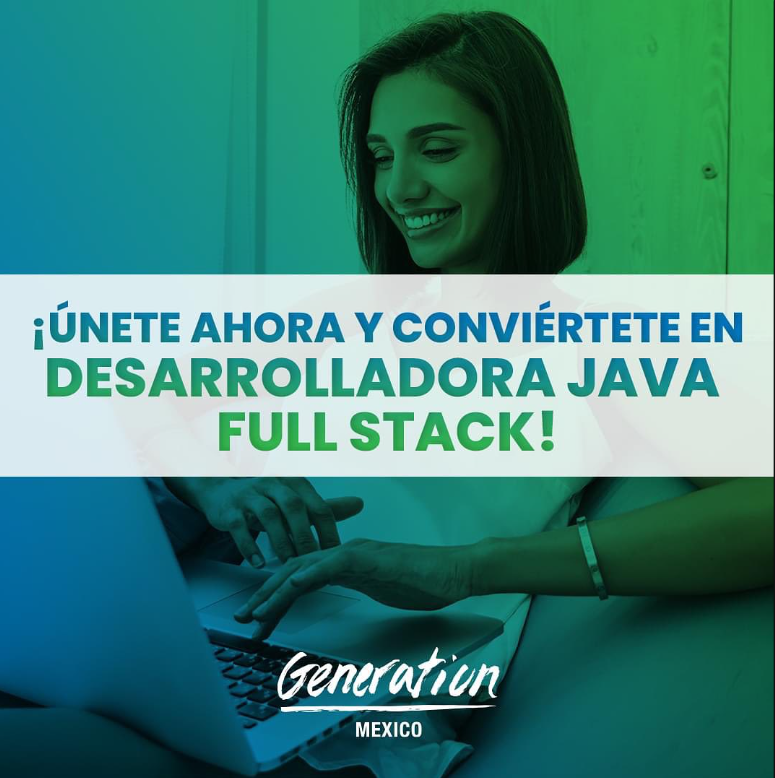 ¡ÚNETE AHORA Y CONVIÉRTETE EN
DESARROLLADORA JAVA
FULL STACK!
Generation
MEXICO